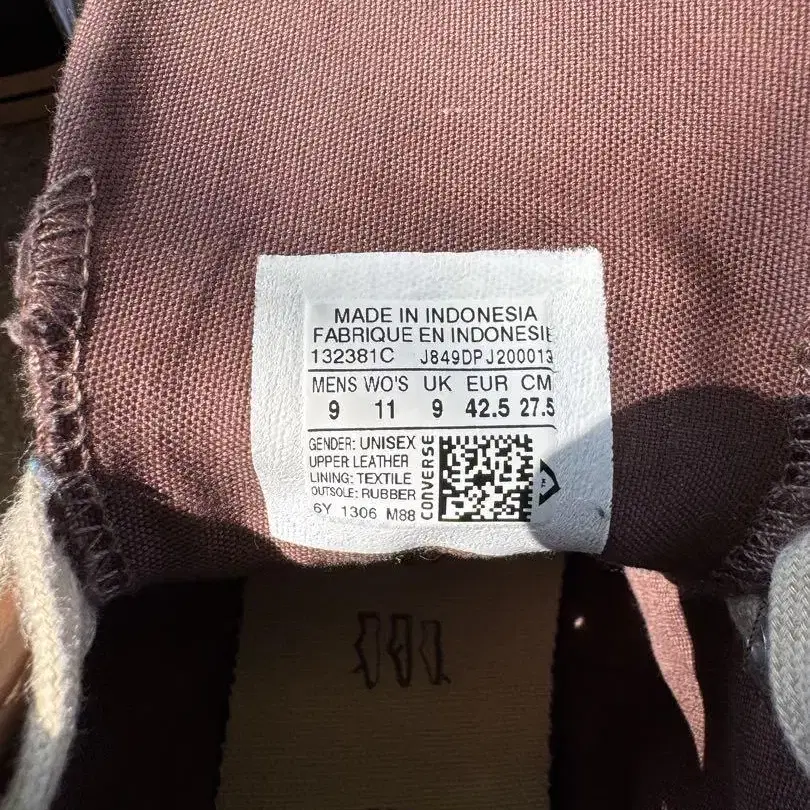 MADE IN INDONESIA
FABRIQUE EN INDONESIE
132381C J849DPJ200013
MENS WO'S UK EUR CM
9 11 9 42.5 27.5
GENDER: UNISEX
UPPER: LEATHER
LINING: TEXTILE
OUTSOLE: RUBBER
6Y 1306 M88
CONVERSE
TM